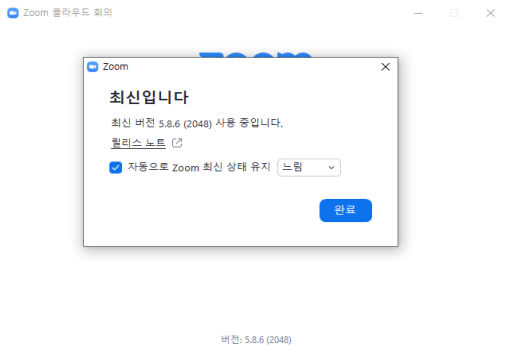 Zoom 클라우드 회의
zoom
Zoom
최신입니다
최신 버전 5.8.6 (2048) 사용 중입니다.
릴리스 노트
자동으로 Zoom 최신 상태 유지 느림
완료
버전: 5.8.6 (2048)